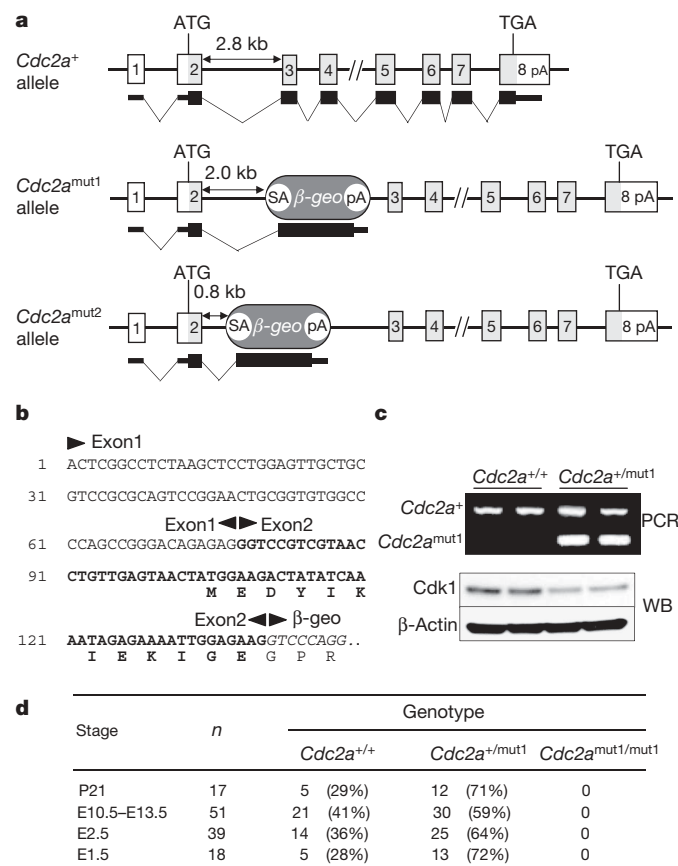 a
ATG
TGA
2.8 kb
Cdc2a+
allele
1 2 3 4 // 5 6 7 8 pA
ATG
TGA
2.0 kb
Cdc2amut1
allele
1 2 SA β-geo pA 3 4 // 5 6 7 8 pA
ATG
TGA
0.8 kb
Cdc2amut2
allele
1 2 SA β-geo pA 3 4 // 5 6 7 8 pA
b
Exon1
1 ACTCGGCCTCTAAGCTCCTGGAGTTGCTGC
31 GTCCGCGCAGTCCGGAACTGCGGTGTGGCC
Exon1 Exon2
61 CCAGCCGGGACAGAGAGGGTCCGTCGTAAC
91 CTGTTGAGTAACTATGGAAGACTATATCAA
M E D Y I K
Exon2 β-geo
121 AATAGAGAAAATTGGAGAAGGTCCCAGG..
I E K I G E G P R
c
Cdc2a+/+ Cdc2a+/mut1
Cdc2a+
Cdc2amut1
PCR
Cdk1
β-Actin
WB
d
Stage n Genotype
Cdc2a+/+ Cdc2a+/mut1 Cdc2amut1/mut1
P21 17 5 (29%) 12 (71%) 0
E10.5–E13.5 51 21 (41%) 30 (59%) 0
E2.5 39 14 (36%) 25 (64%) 0
E1.5 18 5 (28%) 13 (72%) 0